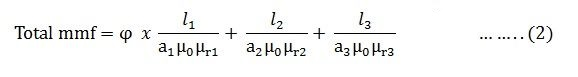 Total mmf = φ x l₁/(a₁μ₀μᵣ₁) + l₂/(a₂μ₀μᵣ₂) + l₃/(a₃μ₀μᵣ₃) … … . . (2)